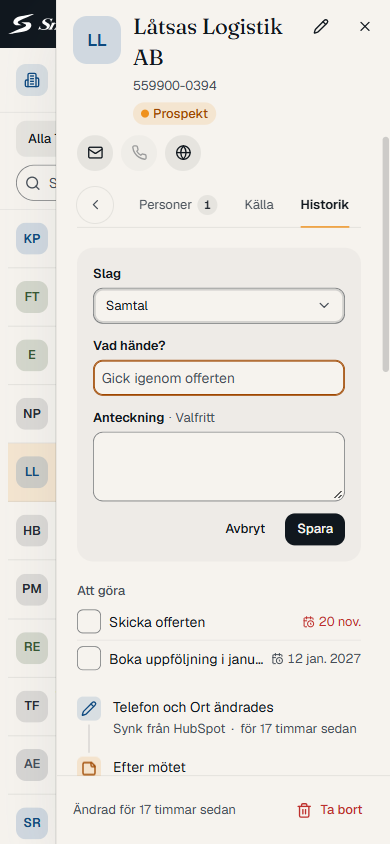 LL
Låtsas Logistik
AB
559900-0394
Prospekt
Alla
S
Personer 1
Källa
Historik
KP
FT
E
NP
LL
HB
PM
RE
TF
AE
SR
Slag
Samtal
Vad hände?
Gick igenom offerten
Anteckning · Valfritt
Avbryt
Spara
Att göra
Skicka offerten
20 nov.
Boka uppföljning i janu...
12 jan. 2027
Telefon och Ort ändrades
Synk från HubSpot · för 17 timmar sedan
Efter mötet
Ändrad för 17 timmar sedan
Ta bort